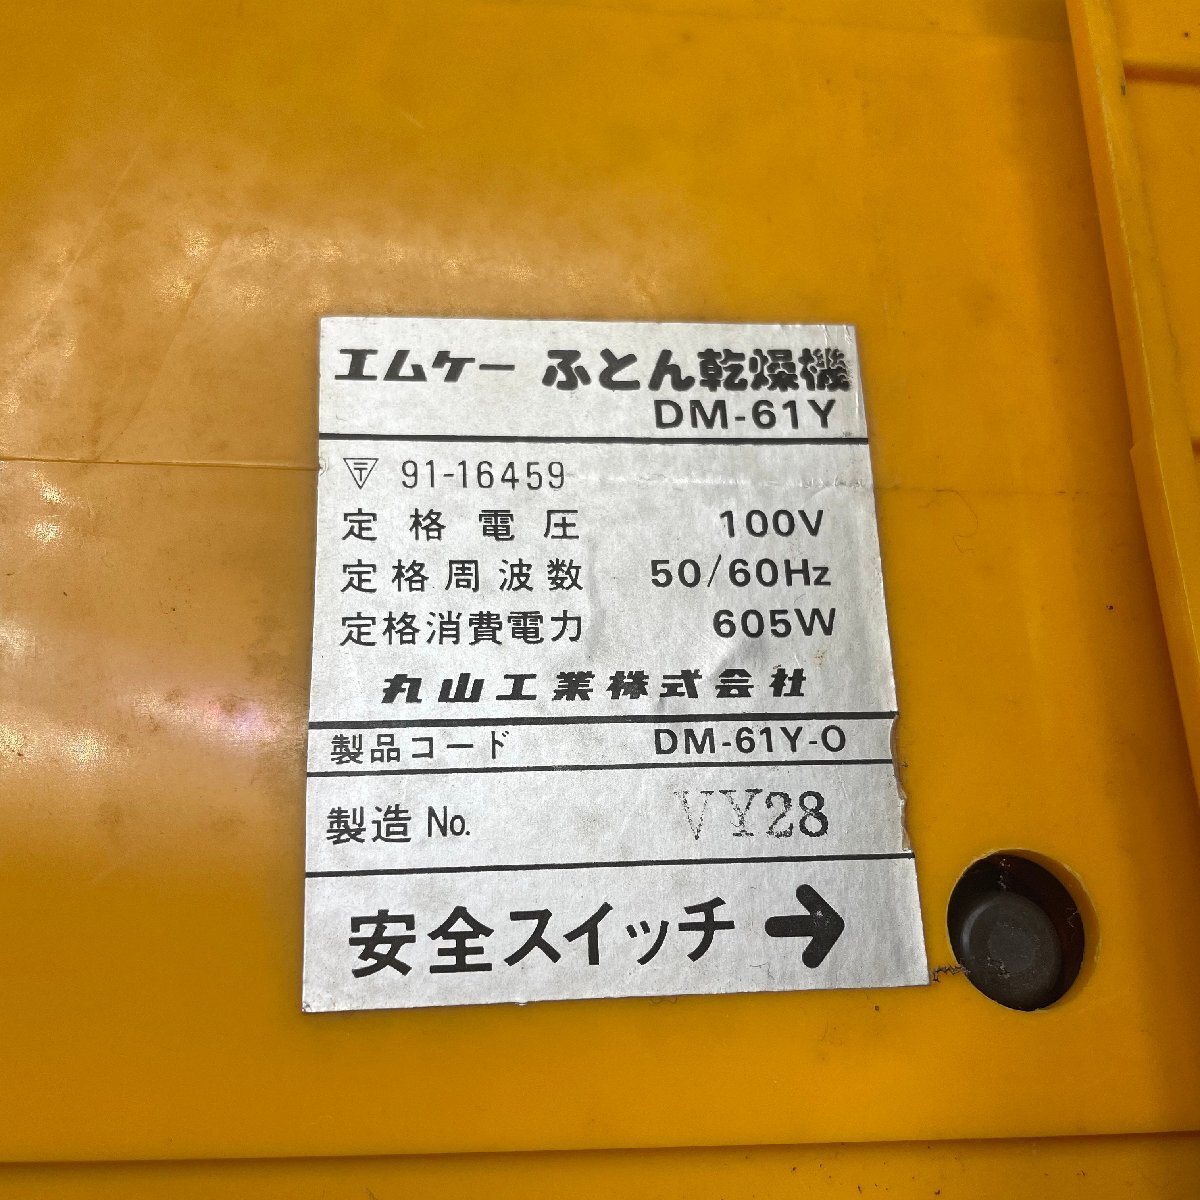 エムケー ふとん乾燥機
DM-61Y
〒 91-16459
定格電圧 100V
定格周波数 50/60Hz
定格消費電力 605W
丸山工業株式会社
製品コード DM-61Y-O
製造 No. VY28
安全スイッチ →